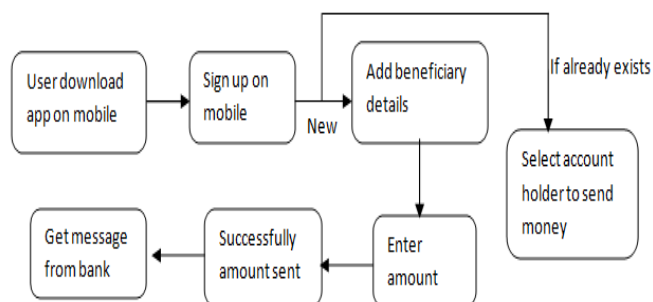 User download
app on mobile
Sign up on
mobile
New
Add beneficiary
details
If already exists
Select account
holder to send
money
Enter
amount
Successfully
amount sent
Get message
from bank